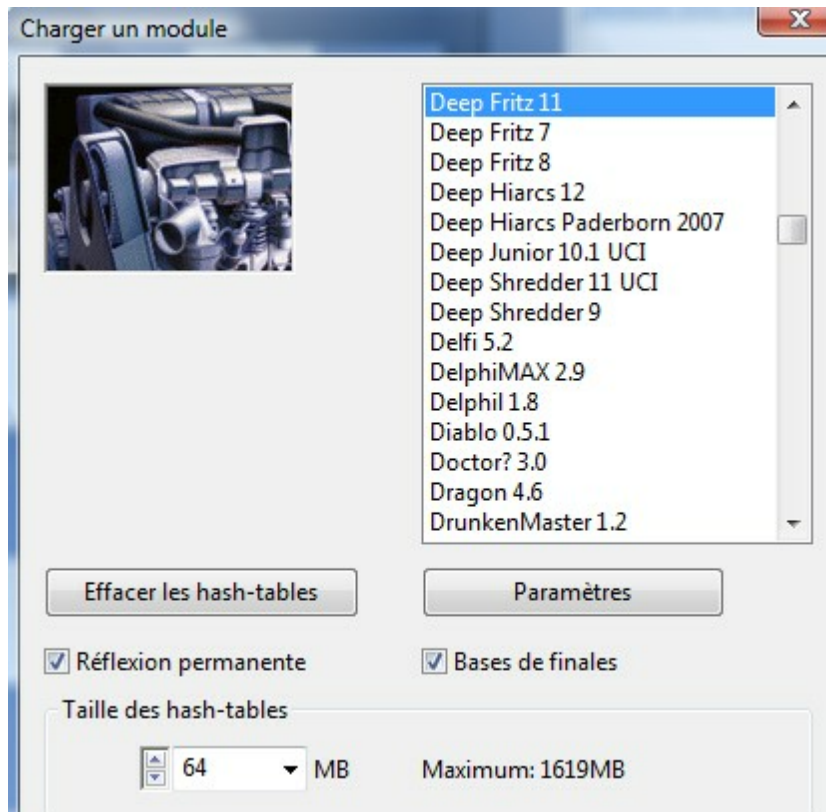 Charger un module
Deep Fritz 11
Deep Fritz 7
Deep Fritz 8
Deep Hiarcs 12
Deep Hiarcs Paderborn 2007
Deep Junior 10.1 UCI
Deep Shredder 11 UCI
Deep Shredder 9
Delfi 5.2
DelphiMAX 2.9
Delphil 1.8
Diablo 0.5.1
Doctor? 3.0
Dragon 4.6
DrunkenMaster 1.2
Effacer les hash-tables
Paramètres
Réflexion permanente
Bases de finales
Taille des hash-tables
64 MB
Maximum: 1619MB